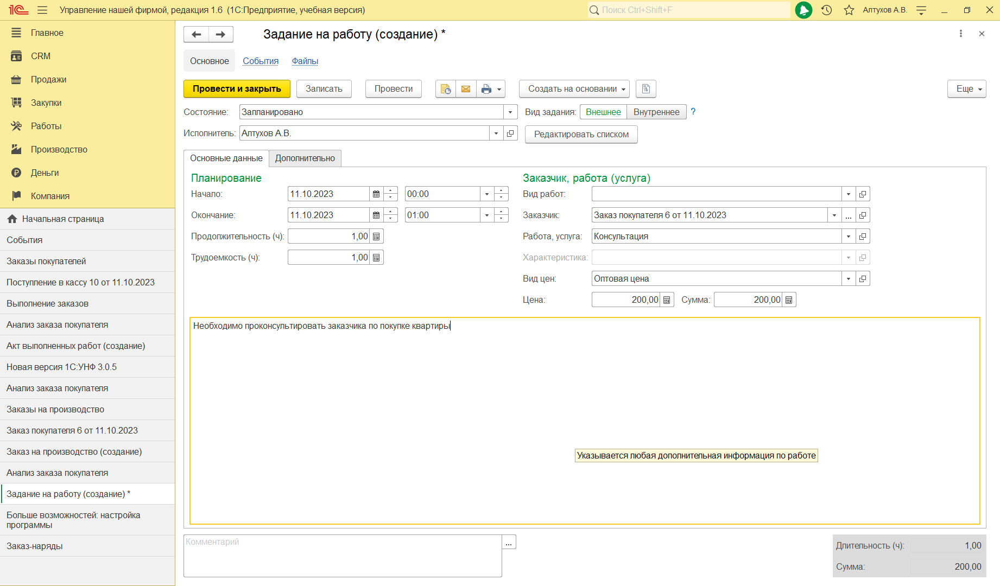 Управление нашей фирмой, редакция 1.6 (1С:Предприятие, учебная версия)
Поиск Ctrl+Shift+F
Алтухов А.В.
Главное
CRM
Продажи
Закупки
Работы
Производство
Деньги
Компания
Начальная страница
События
Заказы покупателей
Поступление в кассу 10 от 11.10.2023
Выполнение заказов
Анализ заказа покупателя
Акт выполненных работ (создание)
Новая версия 1С:УНФ 3.0.5
Анализ заказа покупателя
Заказы на производство
Заказ покупателя 6 от 11.10.2023
Заказ на производство (создание)
Анализ заказа покупателя
Задание на работу (создание) *
Больше возможностей: настройка
программы
Заказ-наряды
Задание на работу (создание) *
Основное События Файлы
Провести и закрыть Записать Провести Создать на основании Еще
Состояние: Запланировано Вид задания: Внешнее Внутреннее ?
Исполнитель: Алтухов А.В. Редактировать списком
Основные данные Дополнительно
Планирование
Начало: 11.10.2023 00:00
Окончание: 11.10.2023 01:00
Продолжительность (ч): 1,00
Трудоемкость (ч): 1,00
Заказчик, работа (услуга)
Вид работ:
Заказчик: Заказ покупателя 6 от 11.10.2023 ...
Работа, услуга: Консультация
Характеристика:
Вид цен: Оптовая цена
Цена: 200,00 Сумма: 200,00
Необходимо проконсультировать заказчика по покупке квартиры
Указывается любая дополнительная информация по работе
Комментарий ...
Длительность (ч): 1,00
Сумма: 200,00